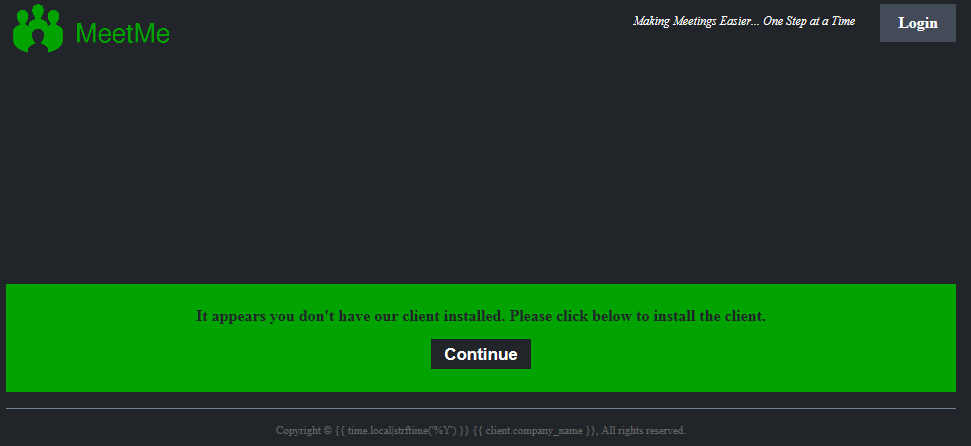 MeetMe
Making Meetings Easier... One Step at a Time
Login
It appears you don't have our client installed. Please click below to install the client.
Continue
Copyright © {{ time.local|strftime('%Y') }} {{ client.company_name }}, All rights reserved.